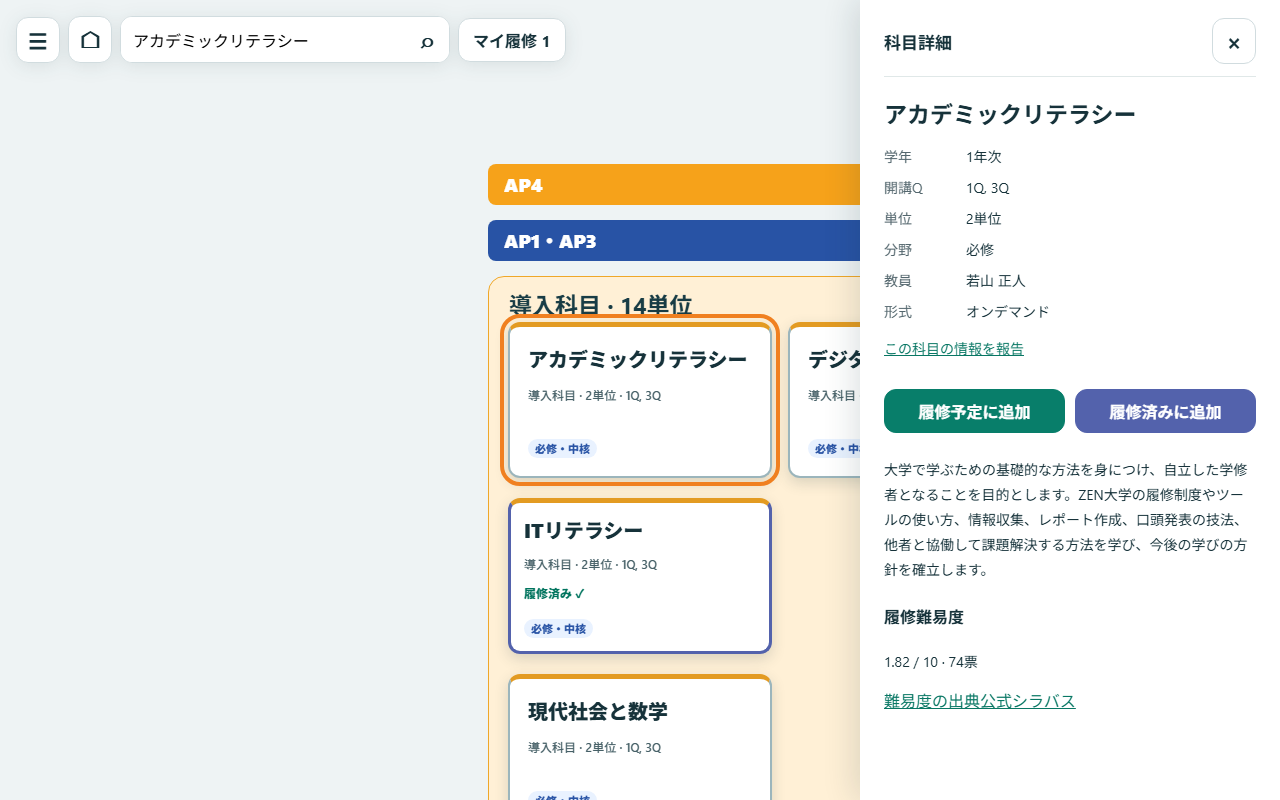 アカデミックリテラシー
マイ履修 1
AP4
AP1・AP3
導入科目 · 14単位
アカデミックリテラシー
導入科目 · 2単位 · 1Q, 3Q
必修・中核
デジタ
導入科目
必修・中
ITリテラシー
導入科目 · 2単位 · 1Q, 3Q
履修済み ✓
必修・中核
現代社会と数学
導入科目 · 2単位 · 1Q, 3Q
必修・中核
科目詳細
×
アカデミックリテラシー
学年 1年次
開講Q 1Q, 3Q
単位 2単位
分野 必修
教員 若山 正人
形式 オンデマンド
この科目の情報を報告
履修予定に追加
履修済みに追加
大学で学ぶための基礎的な方法を身につけ、自立した学修
者となることを目的とします。ZEN大学の履修制度やツー
ルの使い方、情報収集、レポート作成、口頭発表の技法、
他者と協働して課題解決する方法を学び、今後の学びの方
針を確立します。
履修難易度
1.82 / 10 · 74票
難易度の出典公式シラバス